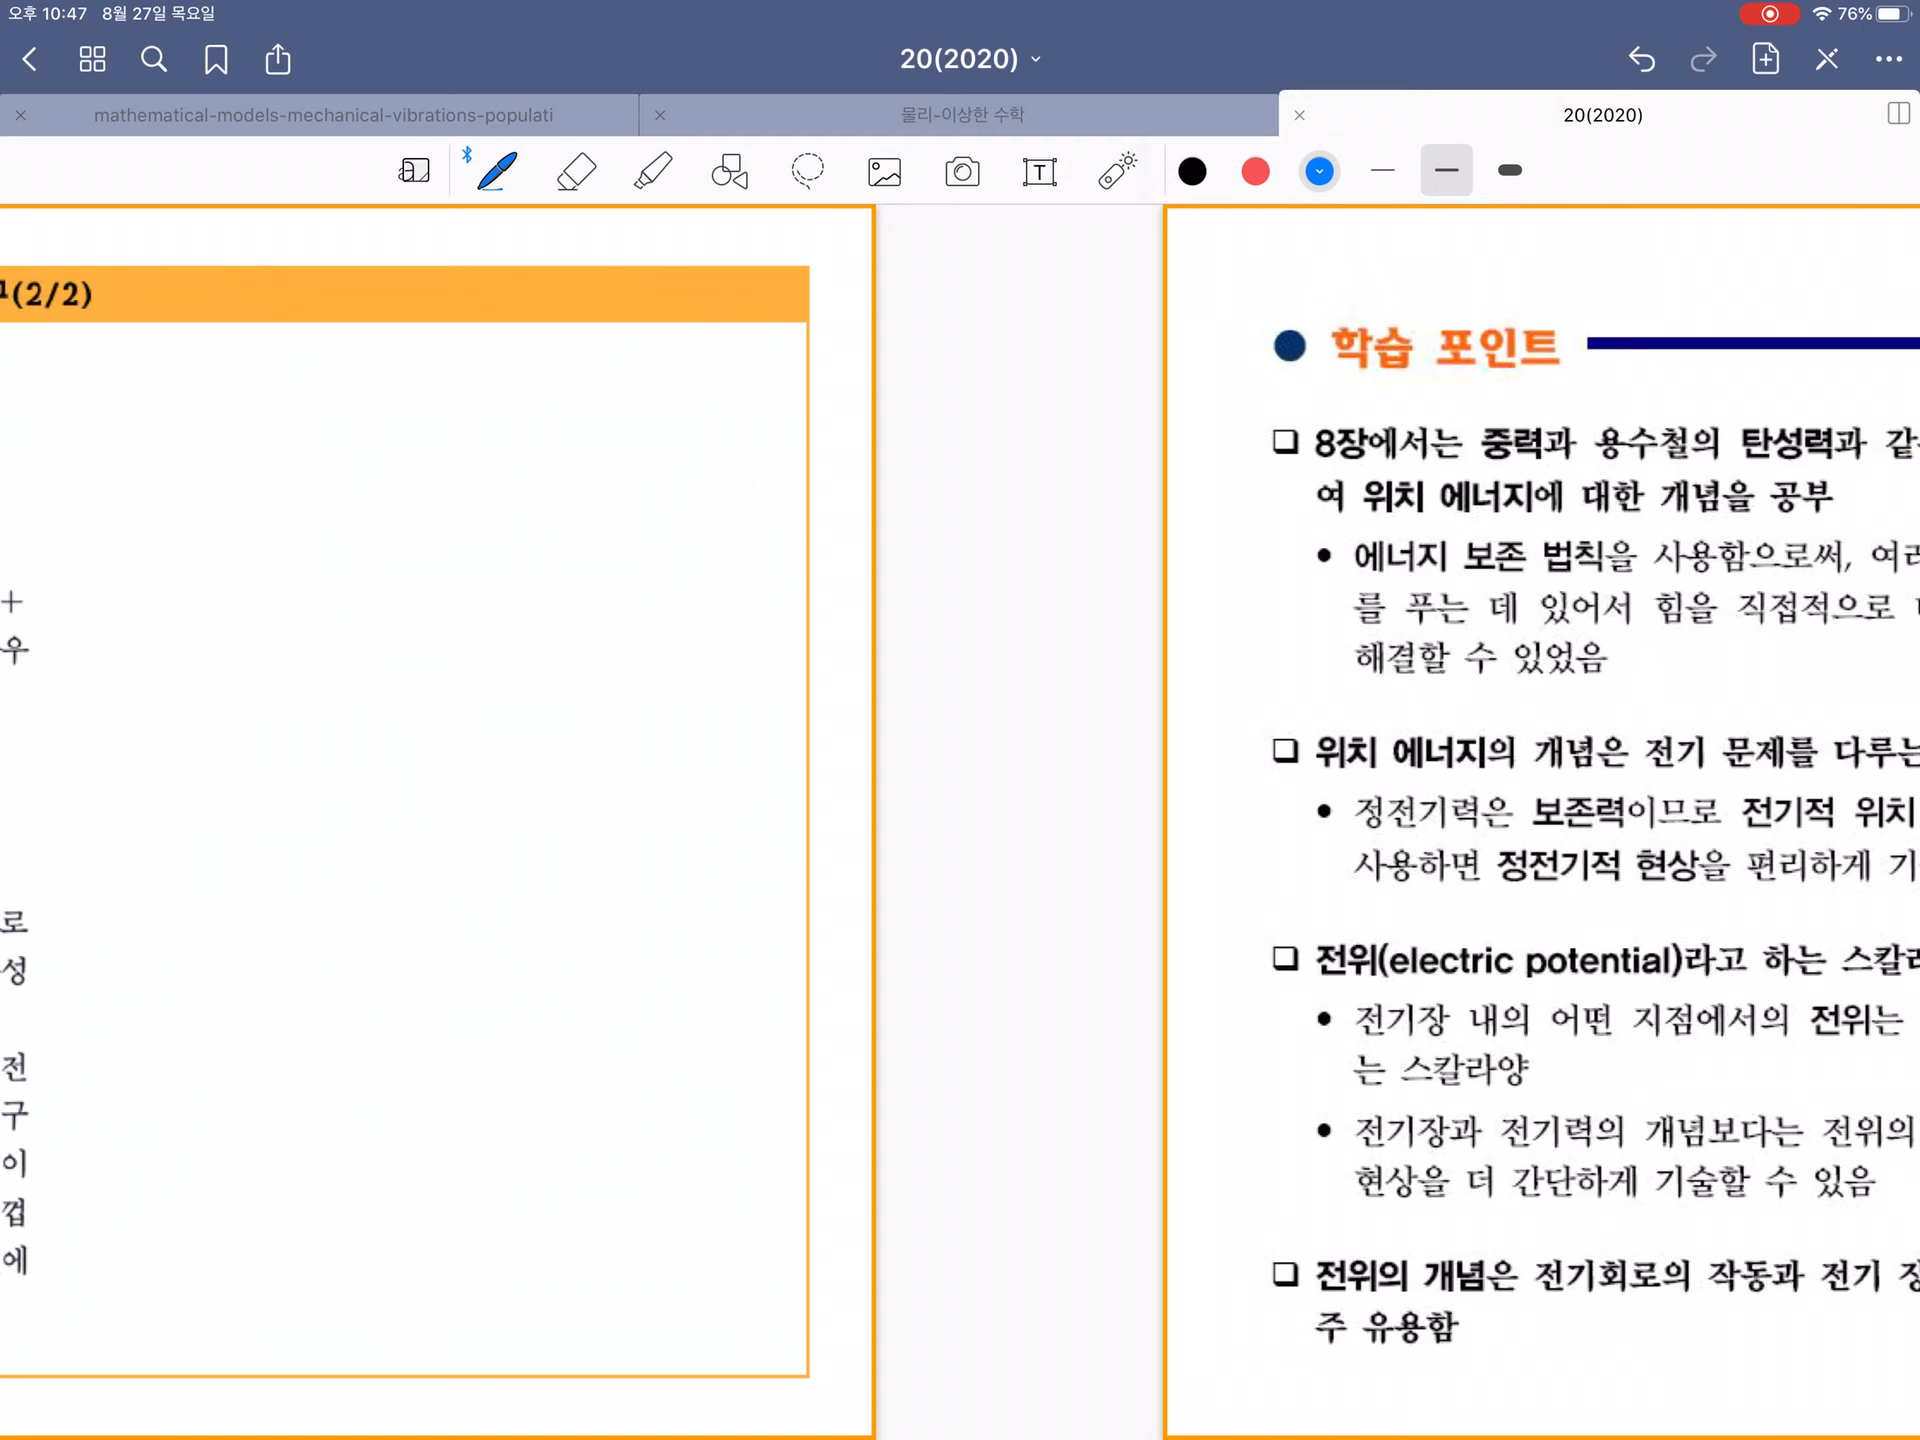 오후 10:47 8월 27일 목요일
76%
20(2020)
mathematical-models-mechanical-vibrations-populati
물리-이상한 수학
20(2020)
(2/2)
+
우
로
성
전
구
이
껍
에
학습 포인트
8장에서는 중력과 용수철의 탄성력과 같
여 위치 에너지에 대한 개념을 공부
에너지 보존 법칙을 사용함으로써, 여러
를 푸는 데 있어서 힘을 직접적으로
해결할 수 있었음
위치 에너지의 개념은 전기 문제를 다루는
정전기력은 보존력이므로 전기적 위치
사용하면 정전기적 현상을 편리하게 기
전위(electric potential)라고 하는 스칼라
전기장 내의 어떤 지점에서의 전위는
는 스칼라양
전기장과 전기력의 개념보다는 전위의
현상을 더 간단하게 기술할 수 있음
전위의 개념은 전기회로의 작동과 전기 장
주 유용함